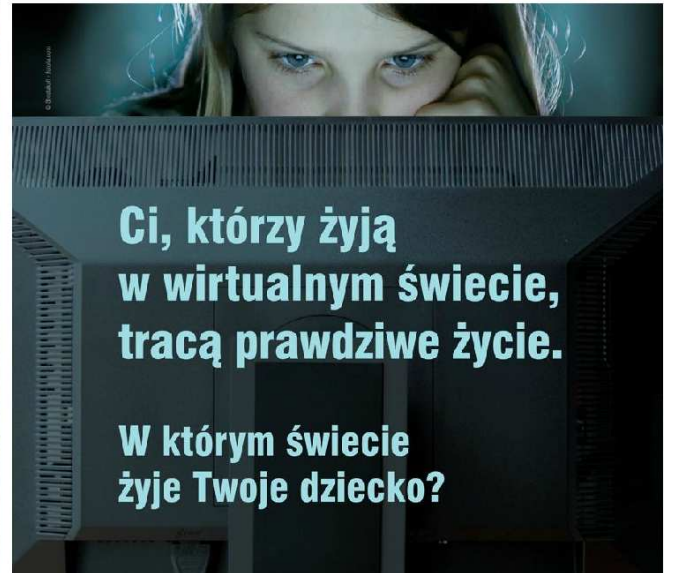 Ci, którzy żyją
w wirtualnym świecie,
tracą prawdziwe życie.
W którym świecie
żyje Twoje dziecko?